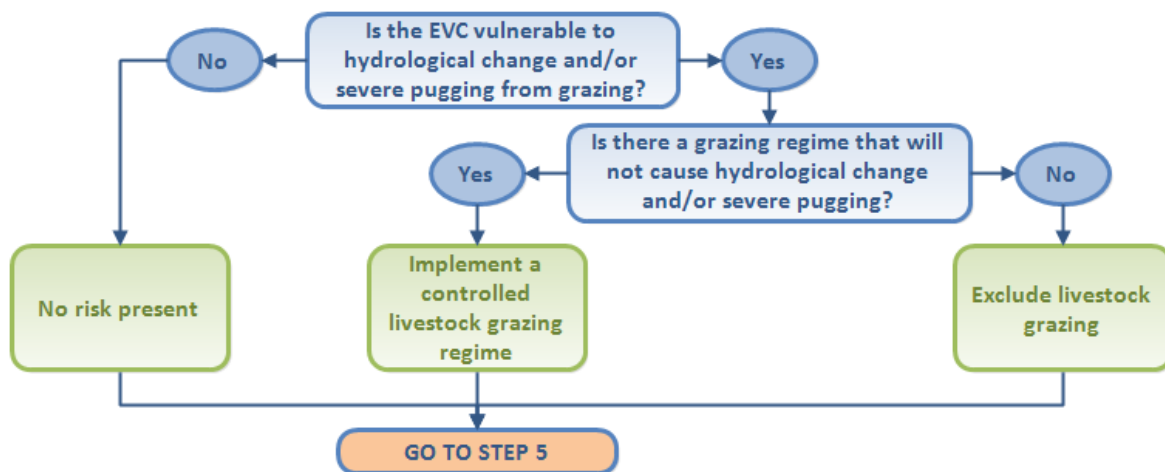 Is the EVC vulnerable to
hydrological change and/or
severe pugging from grazing?
No
Yes
Is there a grazing regime that will
not cause hydrological change
and/or severe pugging?
Yes
No
No risk present
Implement a
controlled
livestock grazing
regime
Exclude livestock
grazing
GO TO STEP 5